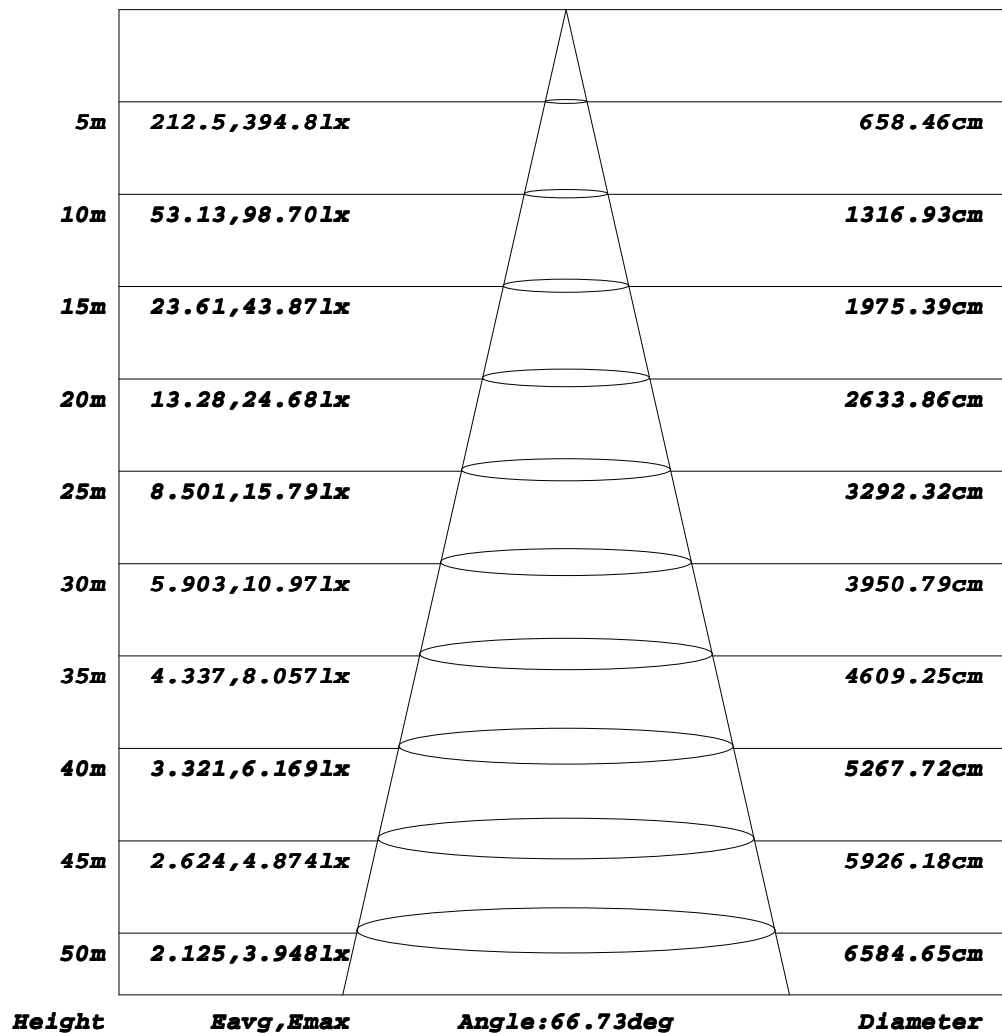 5m 212.5,394.8lx 658.46cm
10m 53.13,98.70lx 1316.93cm
15m 23.61,43.87lx 1975.39cm
20m 13.28,24.68lx 2633.86cm
25m 8.501,15.79lx 3292.32cm
30m 5.903,10.97lx 3950.79cm
35m 4.337,8.057lx 4609.25cm
40m 3.321,6.169lx 5267.72cm
45m 2.624,4.874lx 5926.18cm
50m 2.125,3.948lx 6584.65cm
Height Eavg,Emax Angle:66.73deg Diameter